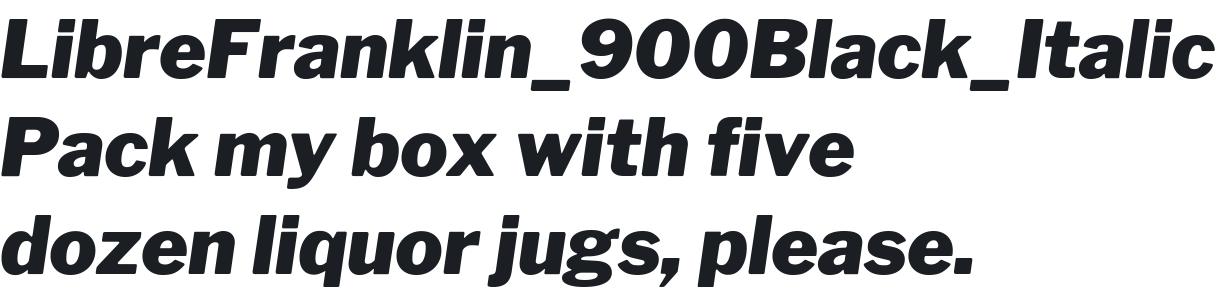 LibreFranklin_900Black_Italic
Pack my box with five
dozen liquor jugs, please.